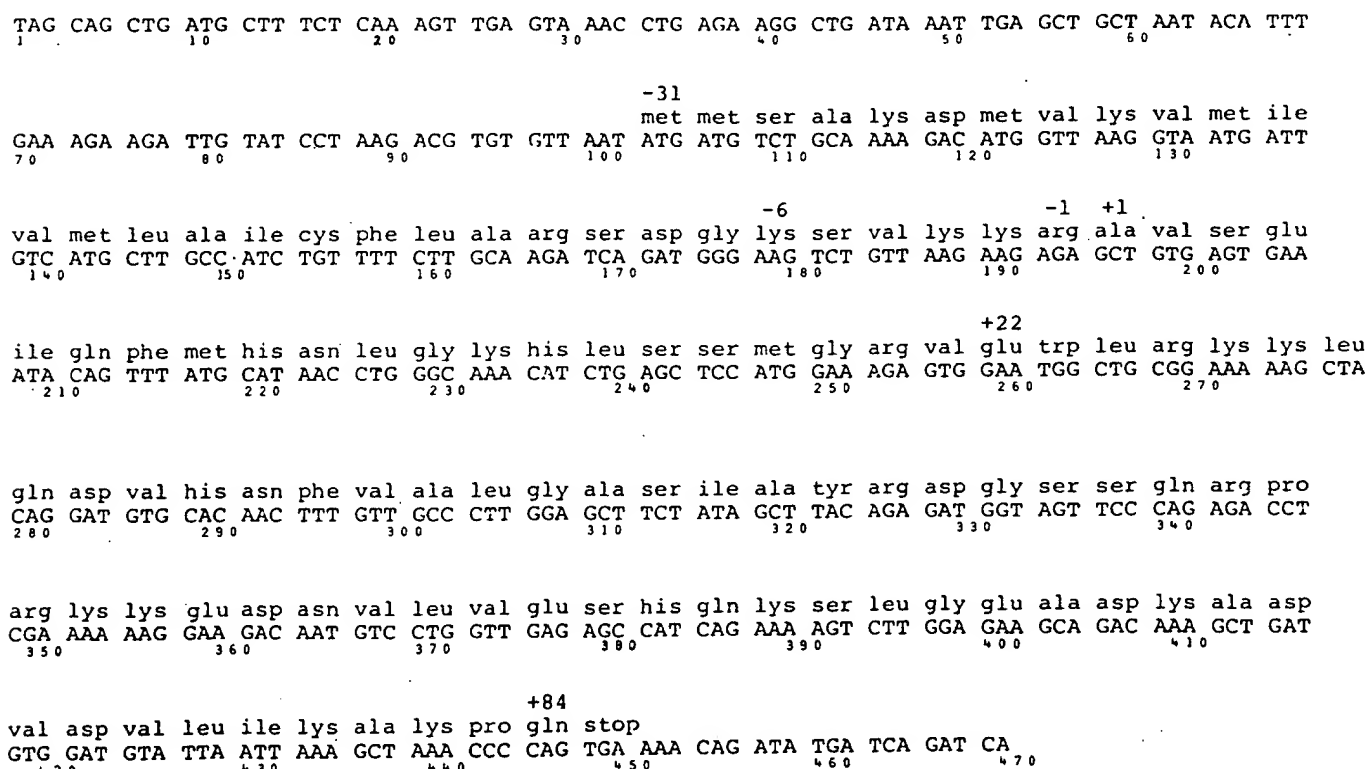 TAG CAG CTG ATG CTT TCT CAA AGT TGA GTA AAC CTG AGA AGG CTG ATA AAT TGA GCT GCT AAT ACA TTT
1 10 20 30 40 50 60
-31
met met ser ala lys asp met val lys val met ile
GAA AGA AGA TTG TAT CCT AAG ACG TGT GTT AAT ATG ATG TCT GCA AAA GAC ATG GTT AAG GTA ATG ATT
70 80 90 100 110 120 130
-6 -1 +1
val met leu ala ile cys phe leu ala arg ser asp gly lys ser val lys lys arg ala val ser glu
GTC ATG CTT GCC ATC TGT TTT CTT GCA AGA TCA GAT GGG AAG TCT GTT AAG AAG AGA GCT GTG AGT GAA
140 150 160 170 180 190 200
+22
ile gln phe met his asn leu gly lys his leu ser ser met gly arg val glu trp leu arg lys lys leu
ATA CAG TTT ATG CAT AAC CTG GGC AAA CAT CTG AGC TCC ATG GAA AGA GTG GAA TGG CTG CGG AAA AAG CTA
210 220 230 240 250 260 270
gln asp val his asn phe val ala leu gly ala ser ile ala tyr arg asp gly ser ser gln arg pro
CAG GAT GTG CAC AAC TTT GTT GCC CTT GGA GCT TCT ATA GCT TAC AGA GAT GGT AGT TCC CAG AGA CCT
280 290 300 310 320 330 340
arg lys lys glu asp asn val leu val glu ser his gln lys ser leu gly glu ala asp lys ala asp
CGA AAA AAG GAA GAC AAT GTC CTG GTT GAG AGC CAT CAG AAA AGT CTT GGA GAA GCA GAC AAA GCT GAT
350 360 370 380 390 400 410
+84
val asp val leu ile lys ala lys pro gln stop
GTG GAT GTA TTA ATT AAA GCT AAA CCC CAG TGA AAA CAG ATA TGA TCA GAT CA
430 440 450 460 470